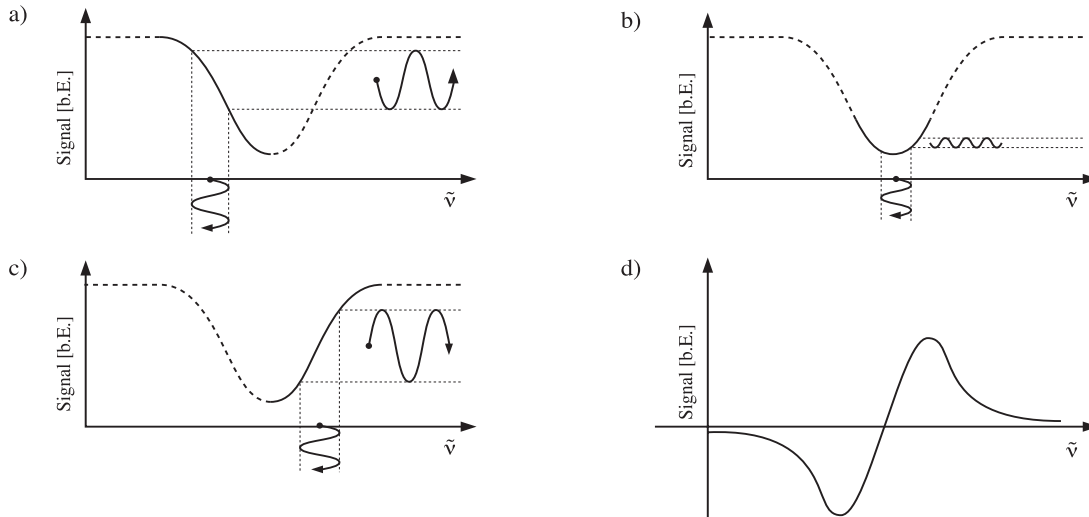 a)
Signal [b.E.]
ν̃
b)
Signal [b.E.]
ν̃
c)
Signal [b.E.]
ν̃
d)
Signal [b.E.]
ν̃